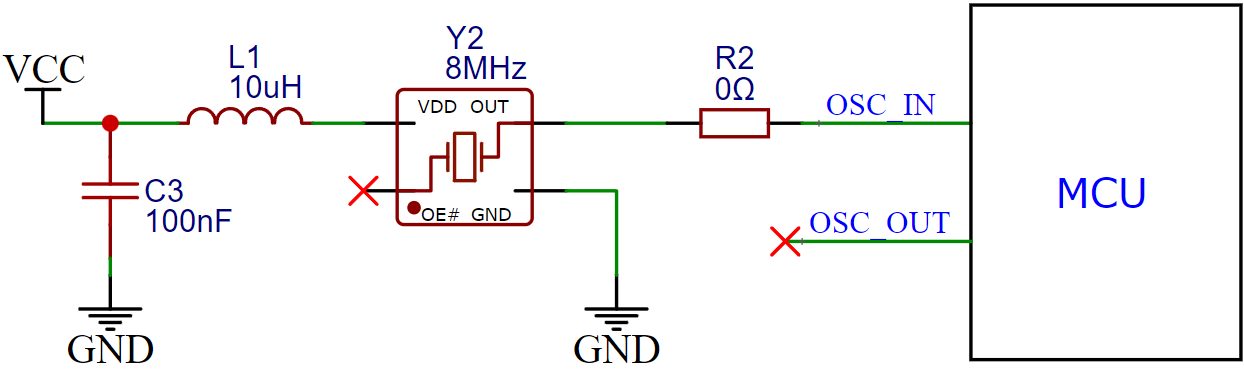 VCC
L1
10uH
C3
100nF
GND
Y2
8MHz
VDD OUT
OE# GND
GND
R2
0Ω
OSC_IN
OSC_OUT
MCU